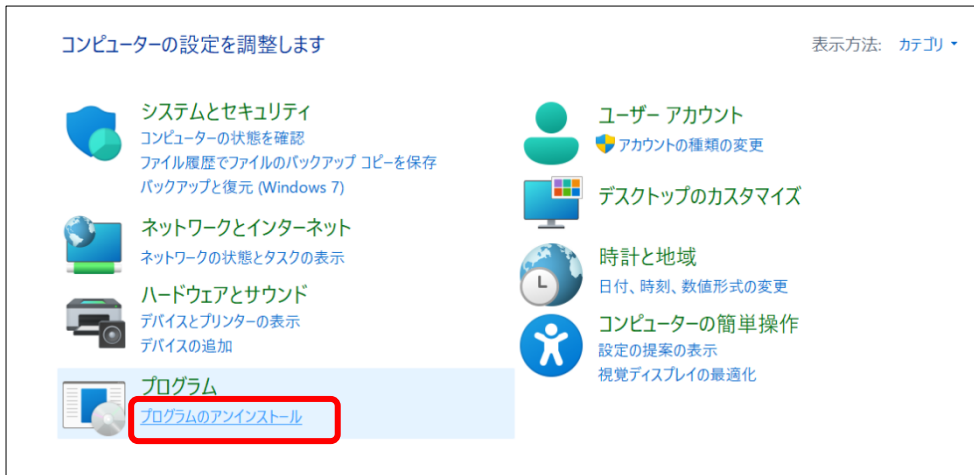 コンピューターの設定を調整します
表示方法: カテゴリ
システムとセキュリティ
コンピューターの状態を確認
ファイル履歴でファイルのバックアップ コピーを保存
バックアップと復元 (Windows 7)
ネットワークとインターネット
ネットワークの状態とタスクの表示
ハードウェアとサウンド
デバイスとプリンターの表示
デバイスの追加
プログラム
プログラムのアンインストール
ユーザー アカウント
アカウントの種類の変更
デスクトップのカスタマイズ
時計と地域
日付、時刻、数値形式の変更
コンピューターの簡単操作
設定の提案の表示
視覚ディスプレイの最適化